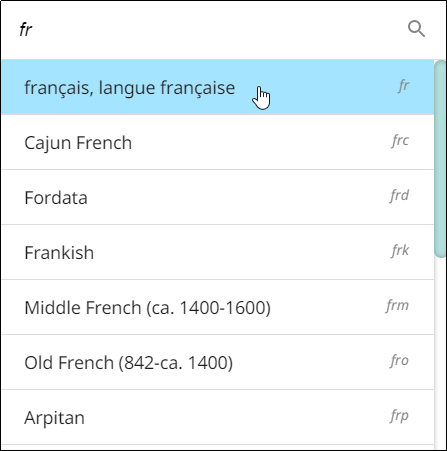 fr
français, langue française fr
Cajun French frc
Fordata frd
Frankish frk
Middle French (ca. 1400-1600) frm
Old French (842-ca. 1400) fro
Arpitan frp